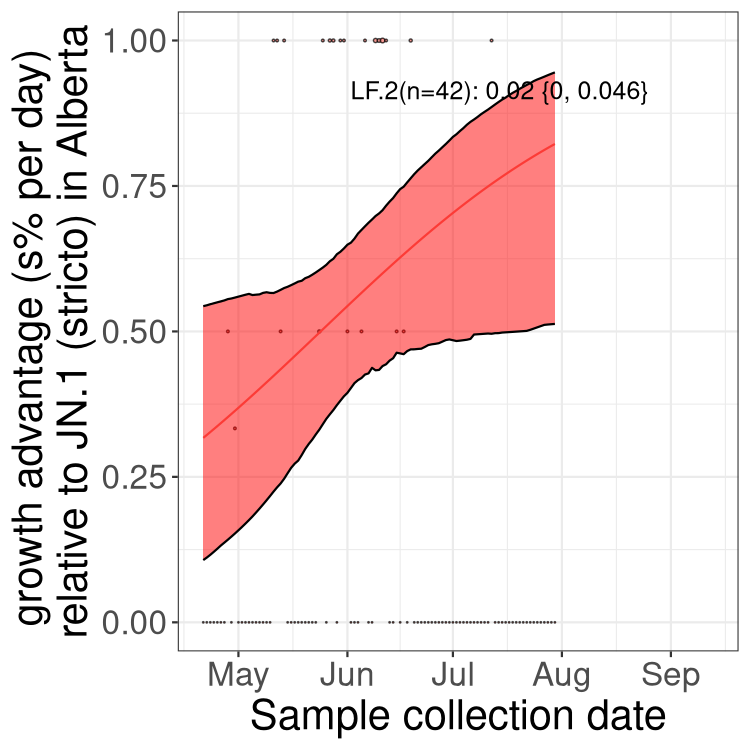 growth advantage (s% per day)
relative to JN.1 (stricto) in Alberta
1.00
0.75
0.50
0.25
0.00
LF.2(n=42): 0.02 {0, 0.046}
May Jun Jul Aug Sep
Sample collection date